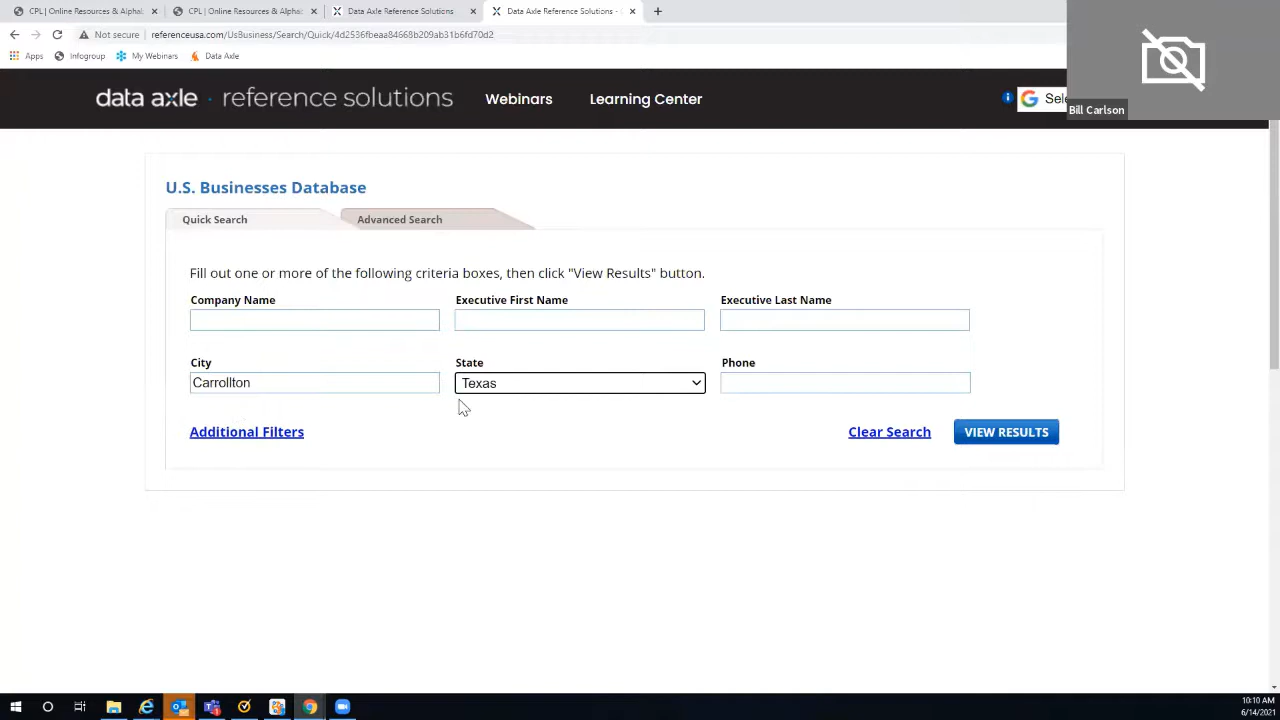 CPL | Online Resources & Alphab
CPL | Online Resources & Alphab
Data Axle Reference Solutions
Data Axle Reference Solutions -
Not secure | referenceusa.com/UsBusiness/Search/Quick/4d2536fbeaa84668b209ab31b6fd70d2
Apps Infogroup My Webinars Data Axle
data axle · reference solutions Webinars Learning Center Sele
Bill Carlson
U.S. Businesses Database
Quick Search Advanced Search
Fill out one or more of the following criteria boxes, then click "View Results" button.
Company Name Executive First Name Executive Last Name
City State Phone
Carrollton Texas
Additional Filters Clear Search VIEW RESULTS
10:10 AM
6/14/2021